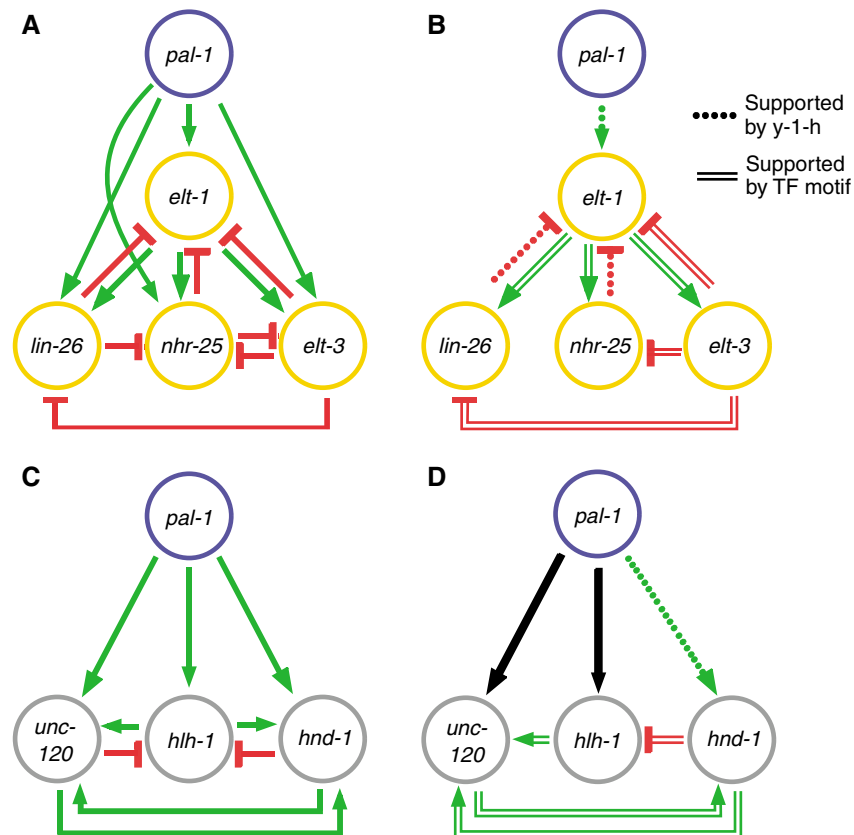 A
pal-1
elt-1
lin-26
nhr-25
elt-3
B
pal-1
Supported
by y-1-h
Supported
by TF motif
elt-1
lin-26
nhr-25
elt-3
C
pal-1
unc-
120
hlh-1
hnd-1
D
pal-1
unc-
120
hlh-1
hnd-1